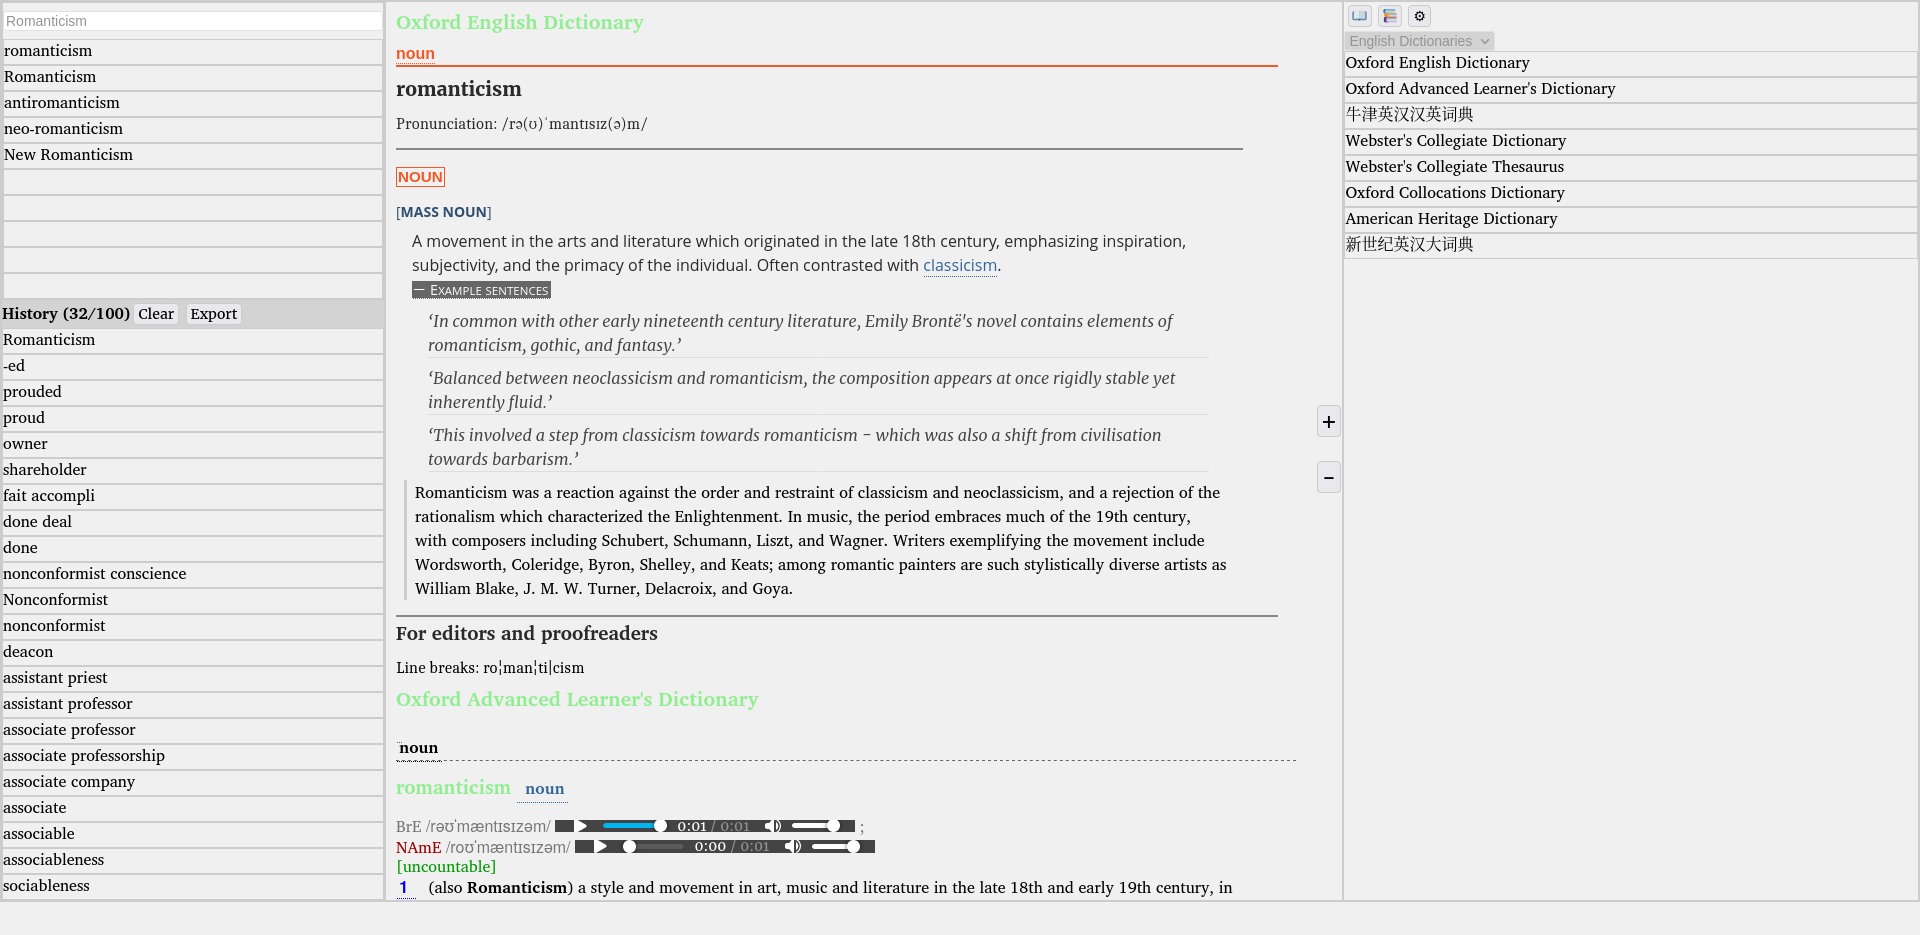 Romanticism
romanticism
Romanticism
antiromanticism
neo-romanticism
New Romanticism
History (32/100) Clear Export
Romanticism
-ed
prouded
proud
owner
shareholder
fait accompli
done deal
done
nonconformist conscience
Nonconformist
nonconformist
deacon
assistant priest
assistant professor
associate professor
associate professorship
associate company
associate
associable
associableness
sociableness
Oxford English Dictionary
noun
romanticism
Pronunciation: /rə(ʊ)ˈmantɪsɪz(ə)m/
NOUN
[MASS NOUN]
A movement in the arts and literature which originated in the late 18th century, emphasizing inspiration,
subjectivity, and the primacy of the individual. Often contrasted with classicism.
— EXAMPLE SENTENCES
‘In common with other early nineteenth century literature, Emily Brontë's novel contains elements of
romanticism, gothic, and fantasy.’
‘Balanced between neoclassicism and romanticism, the composition appears at once rigidly stable yet
inherently fluid.’
‘This involved a step from classicism towards romanticism – which was also a shift from civilisation
towards barbarism.’
Romanticism was a reaction against the order and restraint of classicism and neoclassicism, and a rejection of the
rationalism which characterized the Enlightenment. In music, the period embraces much of the 19th century,
with composers including Schubert, Schumann, Liszt, and Wagner. Writers exemplifying the movement include
Wordsworth, Coleridge, Byron, Shelley, and Keats; among romantic painters are such stylistically diverse artists as
William Blake, J. M. W. Turner, Delacroix, and Goya.
For editors and proofreaders
Line breaks: ro¦man¦ti|cism
Oxford Advanced Learner's Dictionary
noun
romanticism noun
BrE /rəʊˈmæntɪsɪzəm/ 0:01 / 0:01 ;
NAmE /roʊˈmæntɪsɪzəm/ 0:00 / 0:01
[uncountable]
1 (also Romanticism) a style and movement in art, music and literature in the late 18th and early 19th century, in
+
–
English Dictionaries
Oxford English Dictionary
Oxford Advanced Learner's Dictionary
牛津英汉汉英词典
Webster's Collegiate Dictionary
Webster's Collegiate Thesaurus
Oxford Collocations Dictionary
American Heritage Dictionary
新世纪英汉大词典